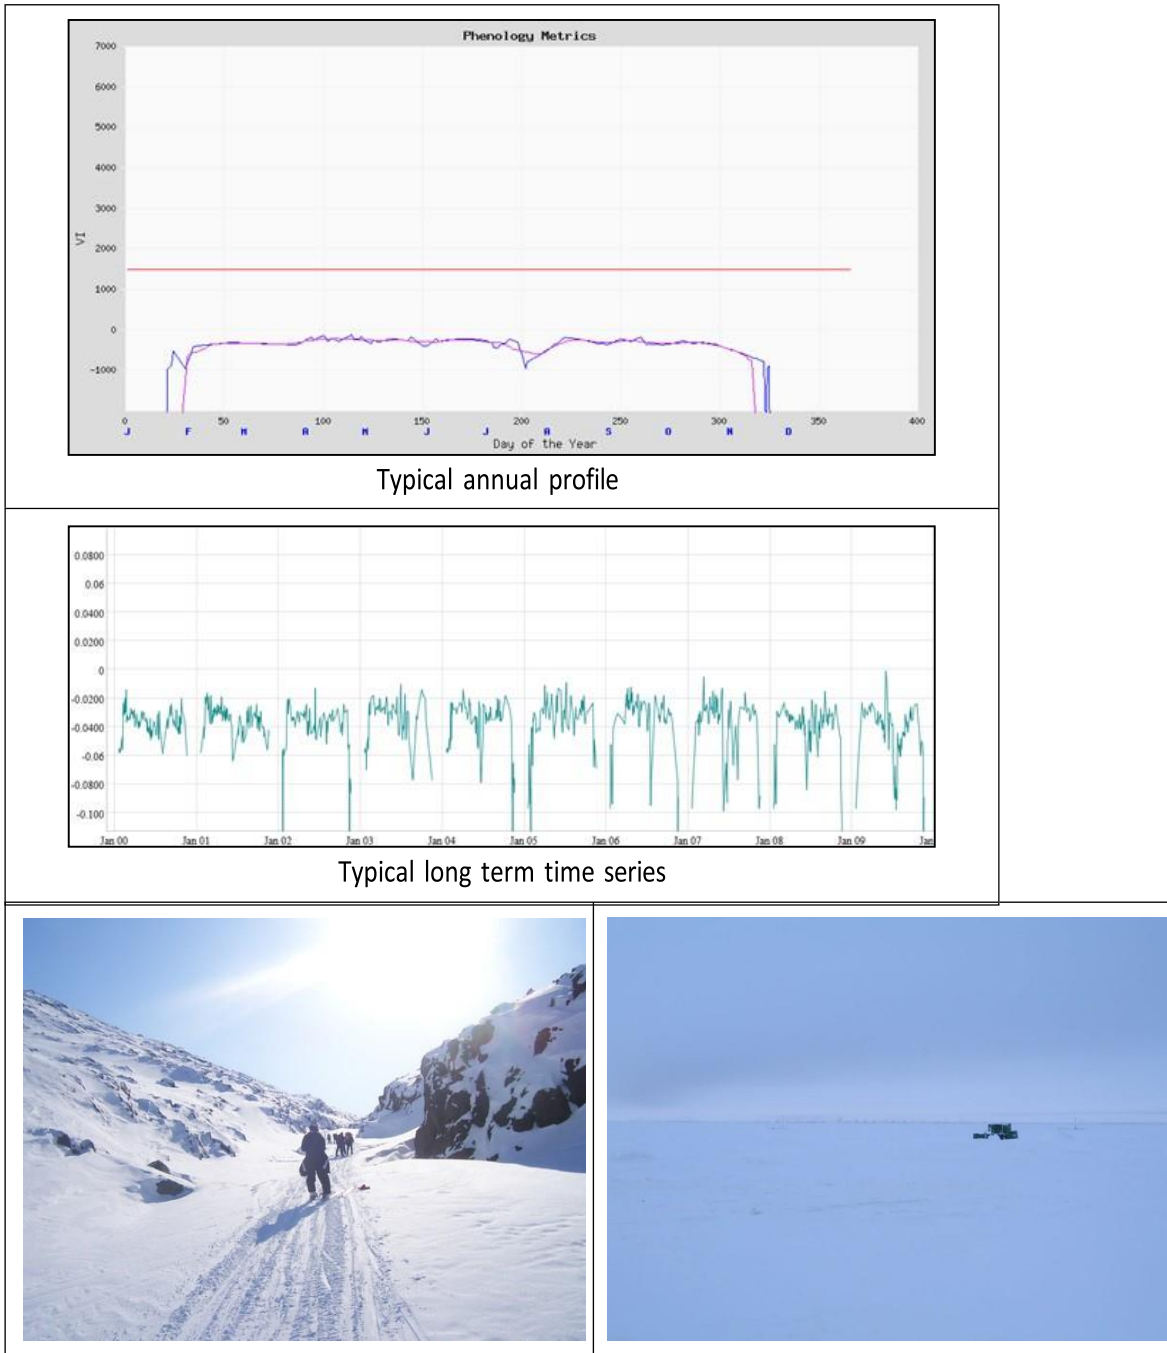 Phenology Metrics
7000
6000
5000
4000
3000
2000
1000
0
-1000
VI
0 50 100 150 200 250 300 350 400
J F M A M J J A S O N D
Day of the Year
Typical annual profile
0.0800
0.06
0.0400
0.0200
0
-0.0200
-0.0400
-0.06
-0.0800
-0.100
Jan 00 Jan 01 Jan 02 Jan 03 Jan 04 Jan 05 Jan 06 Jan 07 Jan 08 Jan 09 Jan
Typical long term time series